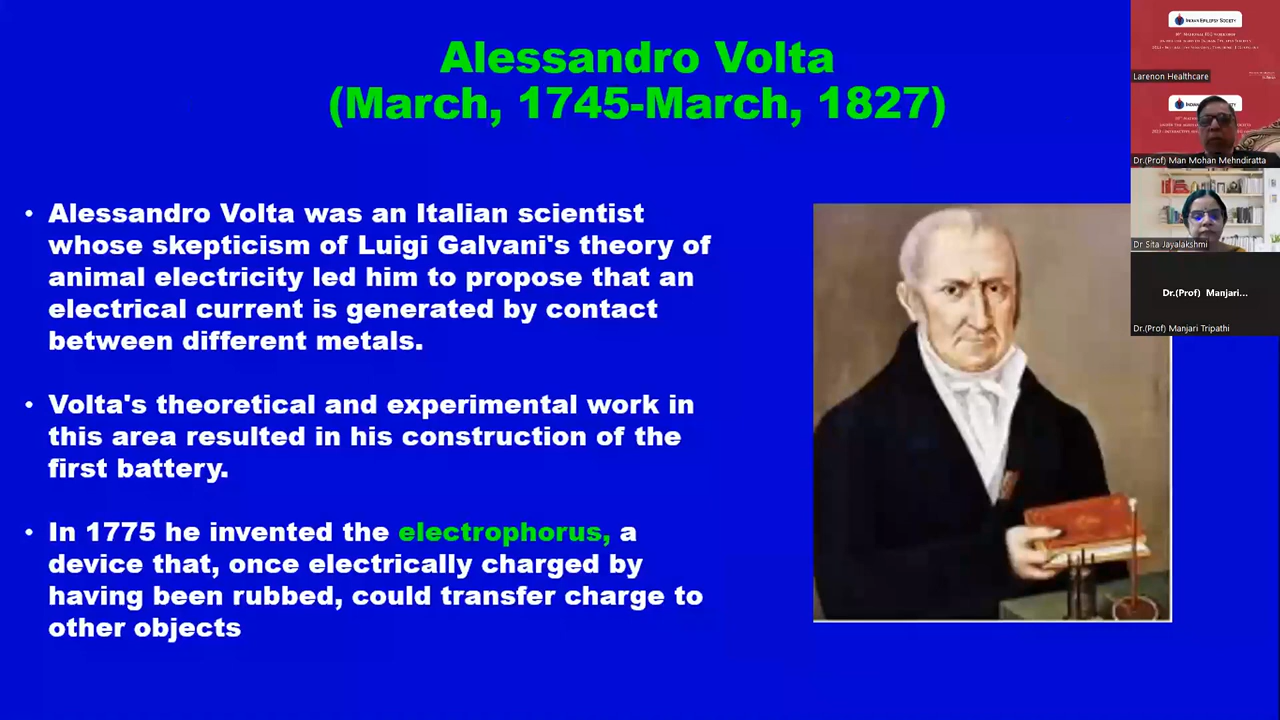 Alessandro Volta
(March, 1745-March, 1827)
• Alessandro Volta was an Italian scientist
whose skepticism of Luigi Galvani's theory of
animal electricity led him to propose that an
electrical current is generated by contact
between different metals.
• Volta's theoretical and experimental work in
this area resulted in his construction of the
first battery.
• In 1775 he invented the electrophorus, a
device that, once electrically charged by
having been rubbed, could transfer charge to
other objects
INDIAN EPILEPSY SOCIETY
Larenon Healthcare
Dr.(Prof) Man Mohan Mehndiratta
Dr Sita Jayalakshmi
Dr.(Prof) Manjari...
Dr.(Prof) Manjari Tripathi